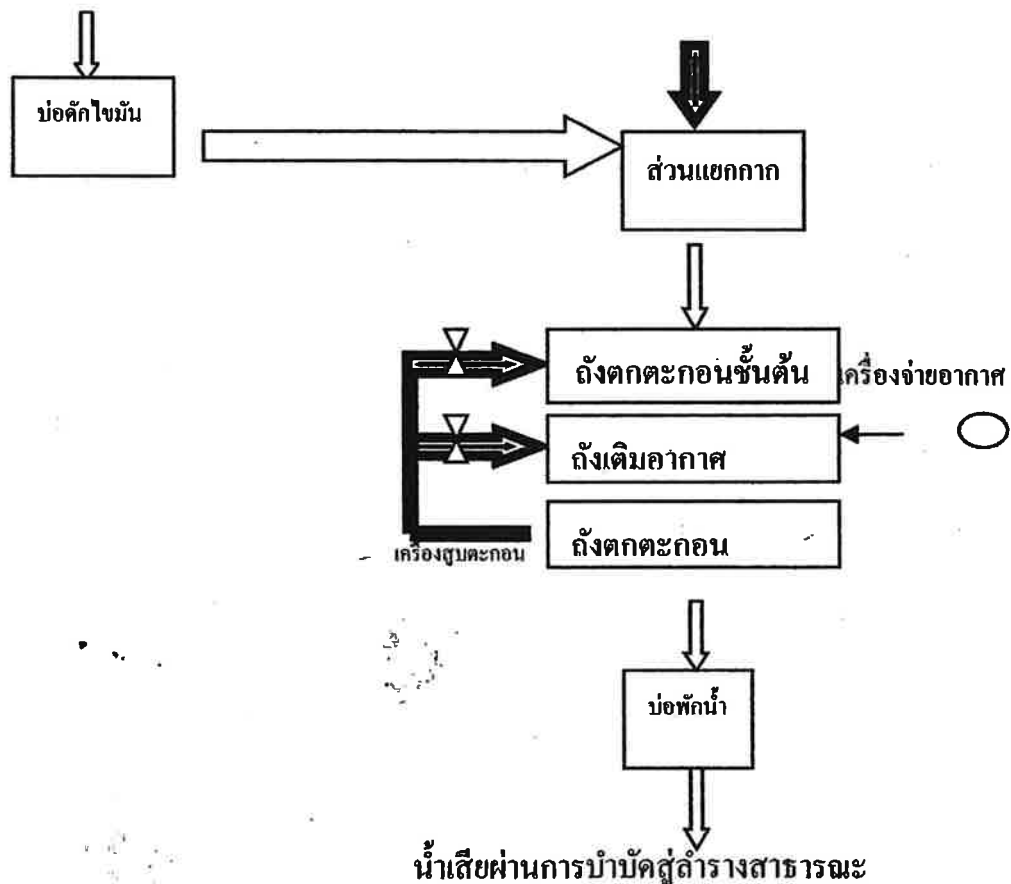 บ่อดักไขมัน
ส่วนแยกกาก
ถังตกตะกอนชั้นต้น
เครื่องจ่ายอากาศ
ถังเติมอากาศ
ถังตกตะกอน
เครื่องสูบตะกอน
บ่อพักน้ำ
น้ำเสียผ่านการบำบัดสู่ลำรางสาธารณะ